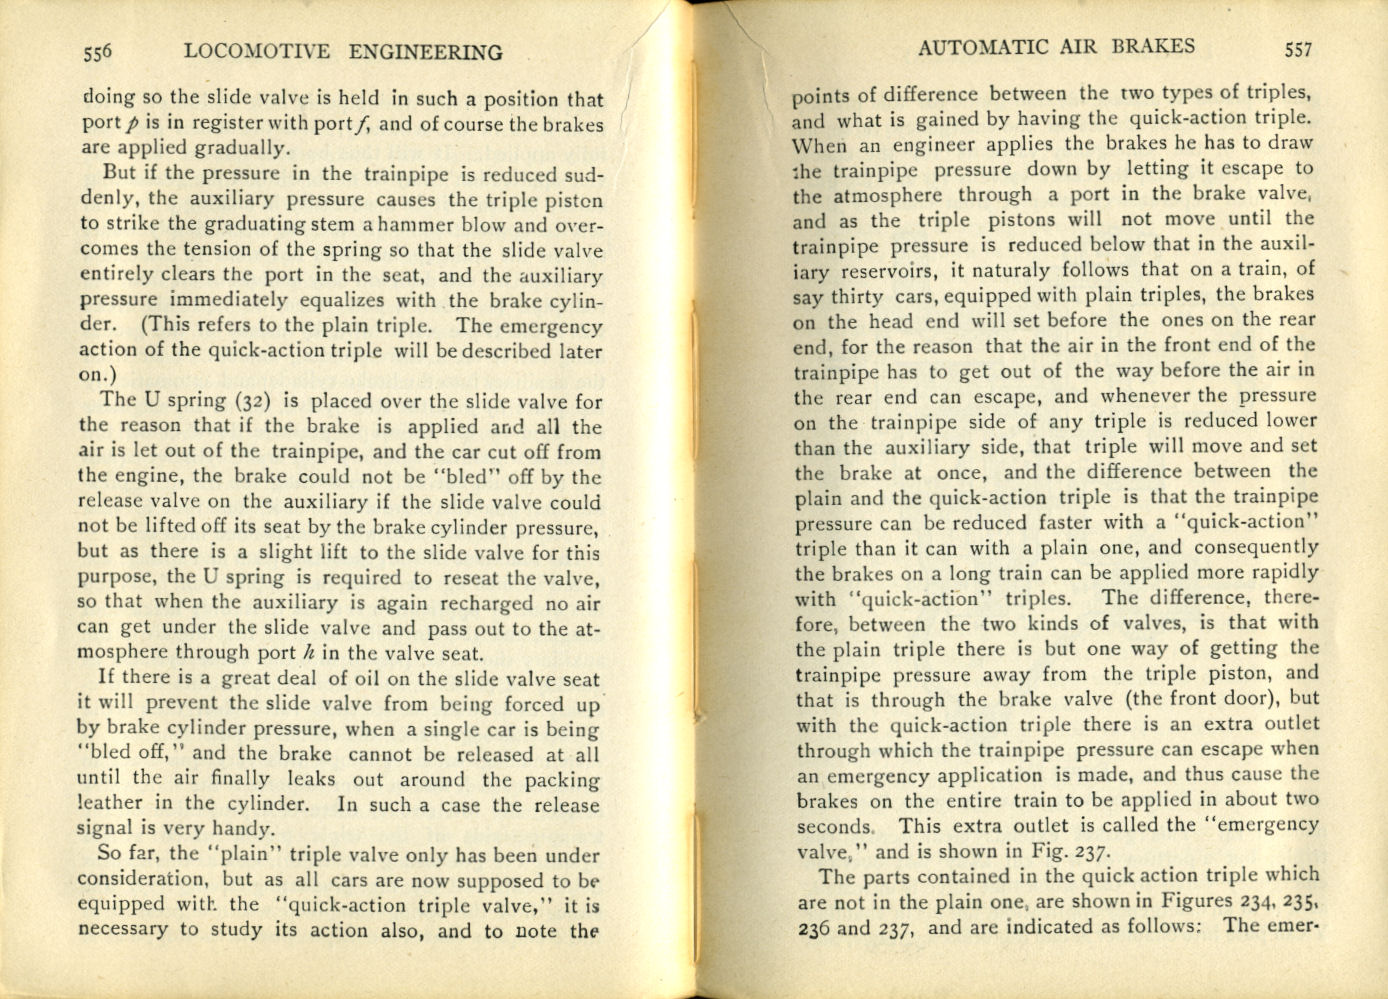 556 LOCOMOTIVE ENGINEERING
doing so the slide valve is held in such a position that
port p is in register with port f, and of course the brakes
are applied gradually.
But if the pressure in the trainpipe is reduced sud-
denly, the auxiliary pressure causes the triple piston
to strike the graduating stem a hammer blow and over-
comes the tension of the spring so that the slide valve
entirely clears the port in the seat, and the auxiliary
pressure immediately equalizes with the brake cylin-
der. (This refers to the plain triple. The emergency
action of the quick-action triple will be described later
on.)
The U spring (32) is placed over the slide valve for
the reason that if the brake is applied and all the
air is let out of the trainpipe, and the car cut off from
the engine, the brake could not be "bled" off by the
release valve on the auxiliary if the slide valve could
not be lifted off its seat by the brake cylinder pressure,
but as there is a slight lift to the slide valve for this
purpose, the U spring is required to reseat the valve,
so that when the auxiliary is again recharged no air
can get under the slide valve and pass out to the at-
mosphere through port h in the valve seat.
If there is a great deal of oil on the slide valve seat
it will prevent the slide valve from being forced up
by brake cylinder pressure, when a single car is being
"bled off," and the brake cannot be released at all
until the air finally leaks out around the packing
leather in the cylinder. In such a case the release
signal is very handy.
So far, the "plain" triple valve only has been under
consideration, but as all cars are now supposed to be
equipped with the "quick-action triple valve," it is
necessary to study its action also, and to note the
AUTOMATIC AIR BRAKES 557
points of difference between the two types of triples,
and what is gained by having the quick-action triple.
When an engineer applies the brakes he has to draw
the trainpipe pressure down by letting it escape to
the atmosphere through a port in the brake valve,
and as the triple pistons will not move until the
trainpipe pressure is reduced below that in the auxil-
iary reservoirs, it naturaly follows that on a train, of
say thirty cars, equipped with plain triples, the brakes
on the head end will set before the ones on the rear
end, for the reason that the air in the front end of the
trainpipe has to get out of the way before the air in
the rear end can escape, and whenever the pressure
on the trainpipe side of any triple is reduced lower
than the auxiliary side, that triple will move and set
the brake at once, and the difference between the
plain and the quick-action triple is that the trainpipe
pressure can be reduced faster with a "quick-action"
triple than it can with a plain one, and consequently
the brakes on a long train can be applied more rapidly
with "quick-action" triples. The difference, there-
fore, between the two kinds of valves, is that with
the plain triple there is but one way of getting the
trainpipe pressure away from the triple piston, and
that is through the brake valve (the front door), but
with the quick-action triple there is an extra outlet
through which the trainpipe pressure can escape when
an emergency application is made, and thus cause the
brakes on the entire train to be applied in about two
seconds. This extra outlet is called the "emergency
valve," and is shown in Fig. 237.
The parts contained in the quick action triple which
are not in the plain one, are shown in Figures 234, 235,
236 and 237, and are indicated as follows: The emer-